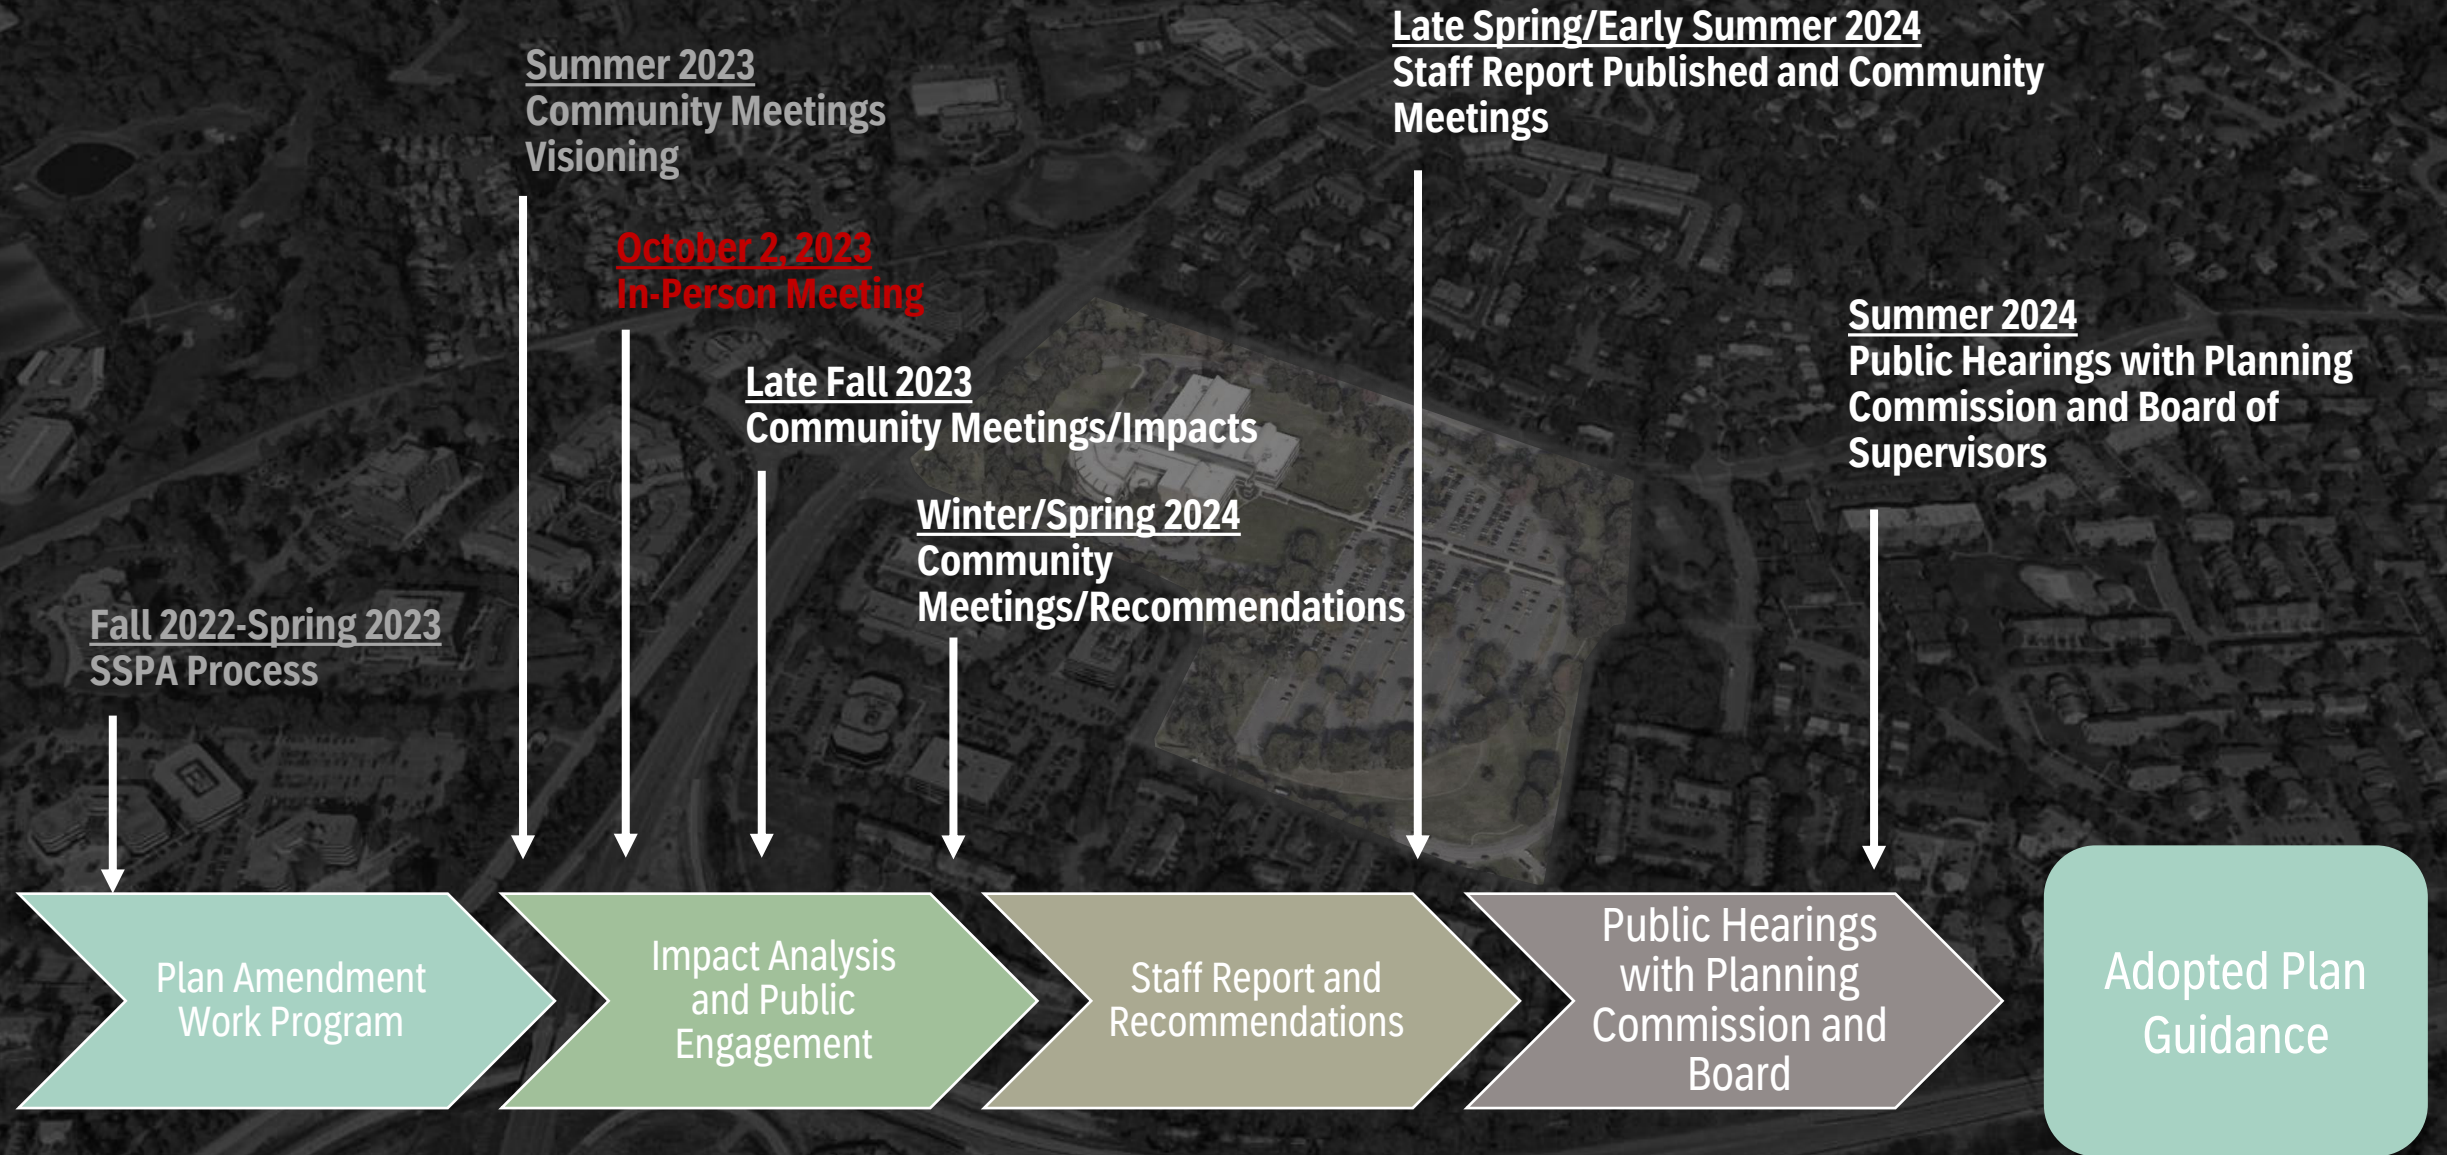 Late Spring/Early Summer 2024
Staff Report Published and Community
Meetings
Summer 2023
Community Meetings
Visioning
October 2, 2023
In-Person Meeting
Summer 2024
Public Hearings with Planning
Commission and Board of
Supervisors
Late Fall 2023
Community Meetings/Impacts
Winter/Spring 2024
Community
Meetings/Recommendations
Fall 2022-Spring 2023
SSPA Process
Plan Amendment
Work Program
Impact Analysis
and Public
Engagement
Staff Report and
Recommendations
Public Hearings
with Planning
Commission and
Board
Adopted Plan
Guidance